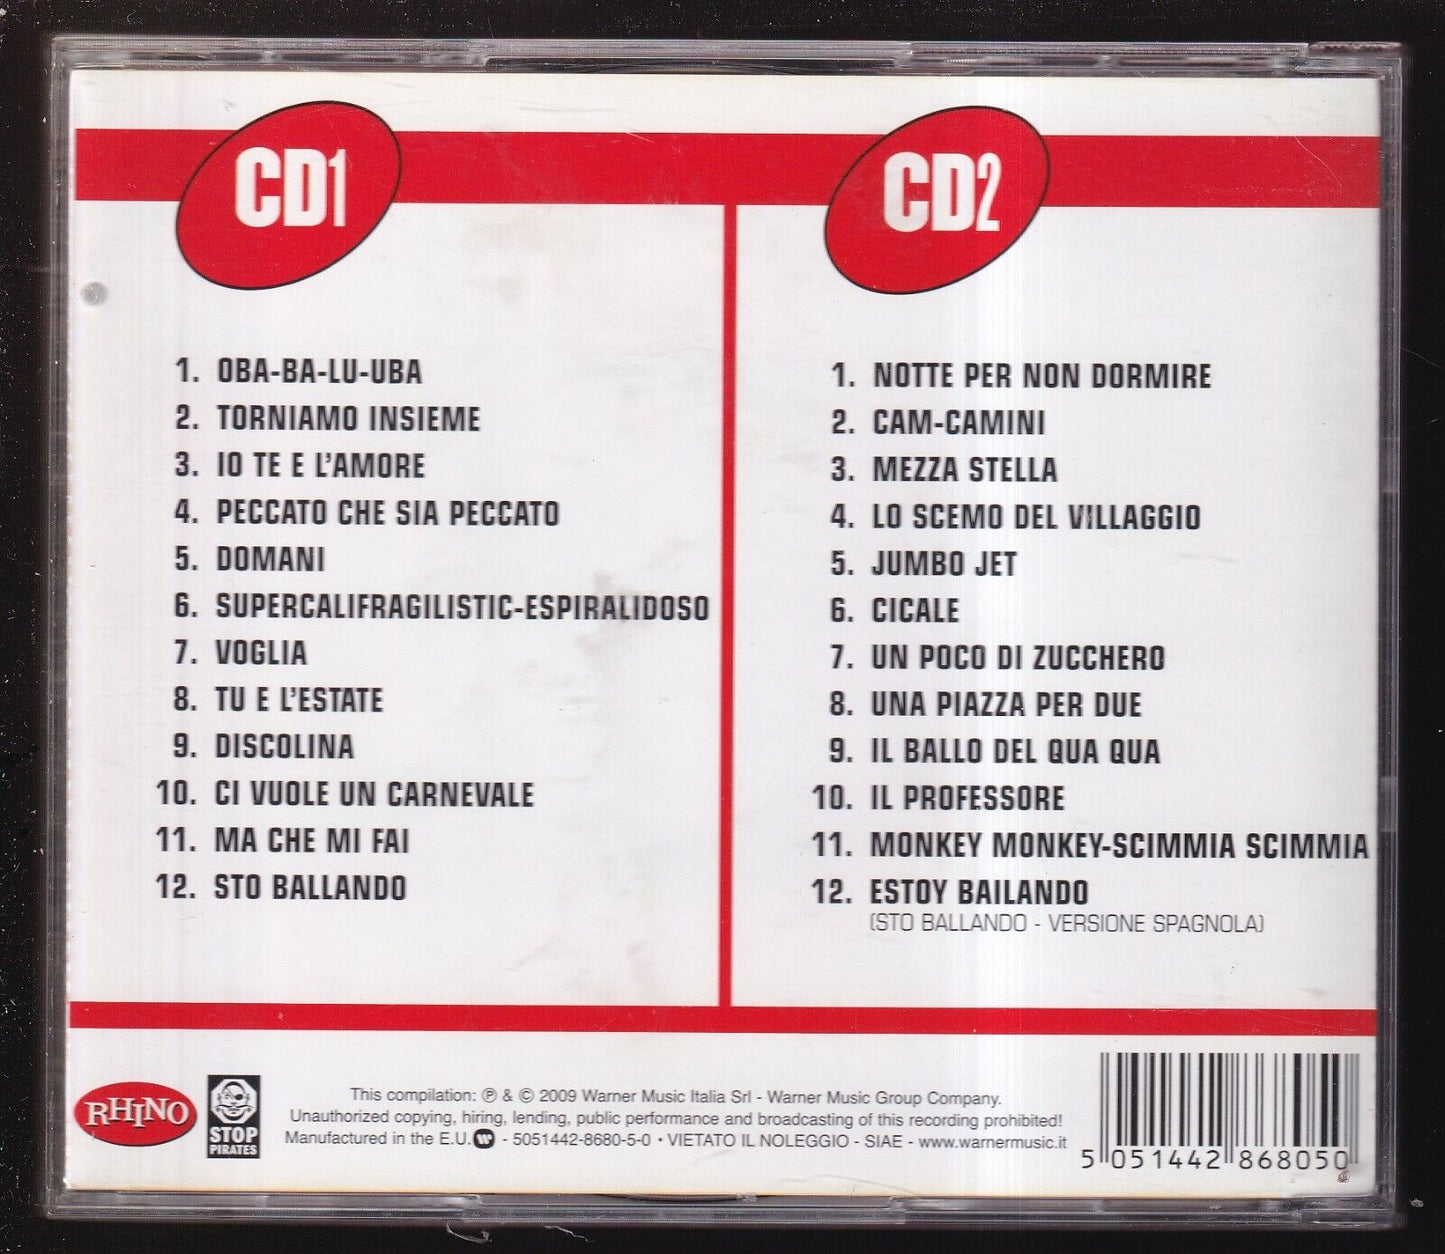 CD1
1. OBA-BA-LU-UBA
2. TORNIAMO INSIEME
3. IO TE E L'AMORE
4. PECCATO CHE SIA PECCATO
5. DOMANI
6. SUPERCALIFRAGILISTIC-ESPIRALIDOSO
7. VOGLIA
8. TU E L'ESTATE
9. DISCOLINA
10. CI VUOLE UN CARNEVALE
11. MA CHE MI FAI
12. STO BALLANDO
CD2
1. NOTTE PER NON DORMIRE
2. CAM-CAMINI
3. MEZZA STELLA
4. LO SCEMO DEL VILLAGGIO
5. JUMBO JET
6. CICALE
7. UN POCO DI ZUCCHERO
8. UNA PIAZZA PER DUE
9. IL BALLO DEL QUA QUA
10. IL PROFESSORE
11. MONKEY MONKEY-SCIMMIA SCIMMIA
12. ESTOY BAILANDO
(STO BALLANDO - VERSIONE SPAGNOLA)
RHINO
STOP
PIRATES
This compilation: ℗ & © 2009 Warner Music Italia Srl - Warner Music Group Company.
Unauthorized copying, hiring, lending, public performance and broadcasting of this recording prohibited!
Manufactured in the E.U. W - 5051442-8680-5-0 • VIETATO IL NOLEGGIO - SIAE - www.warnermusic.it
5 051442 868050